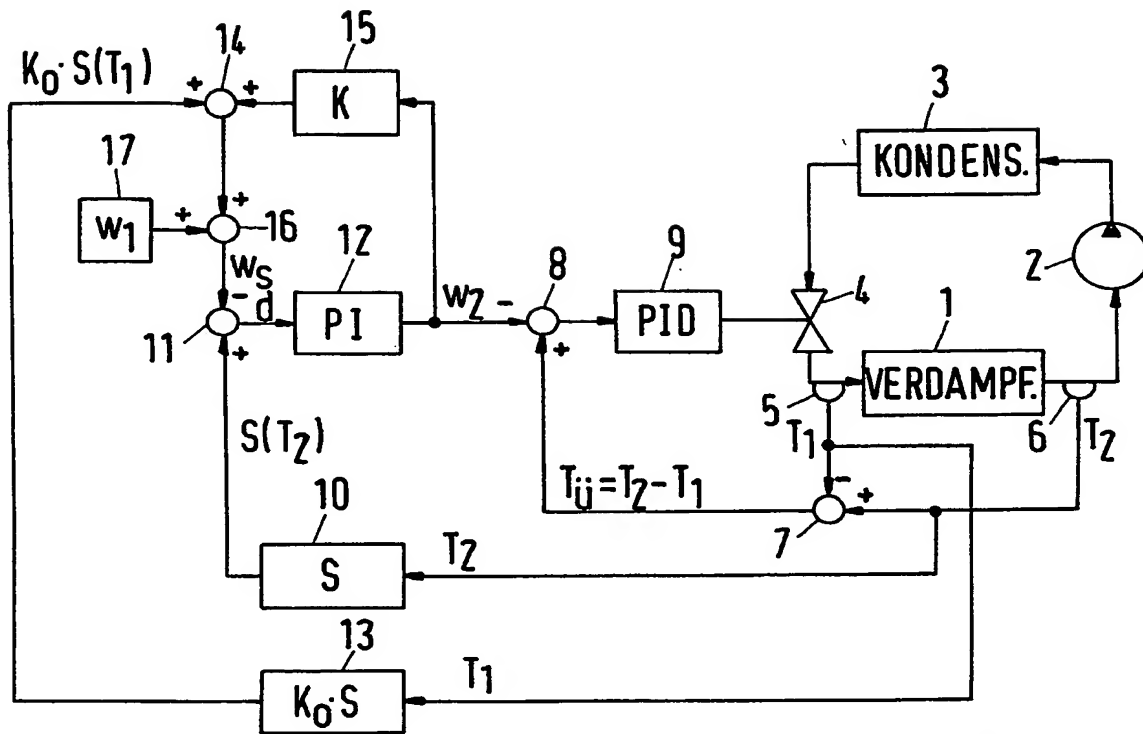 14
15
K₀·S(T₁)
+
+
K
3
KONDENS.
17
W₁
+
+
16
12
8
9
2
Wₛ
-
d
PI
W₂
-
PID
4
11
+
+
1
VERDAMPF.
5
6
T₁
T₂
S(T₂)
10
Tü=T₂-T₁
-
+
7
S
T₂
13
K₀·S
T₁